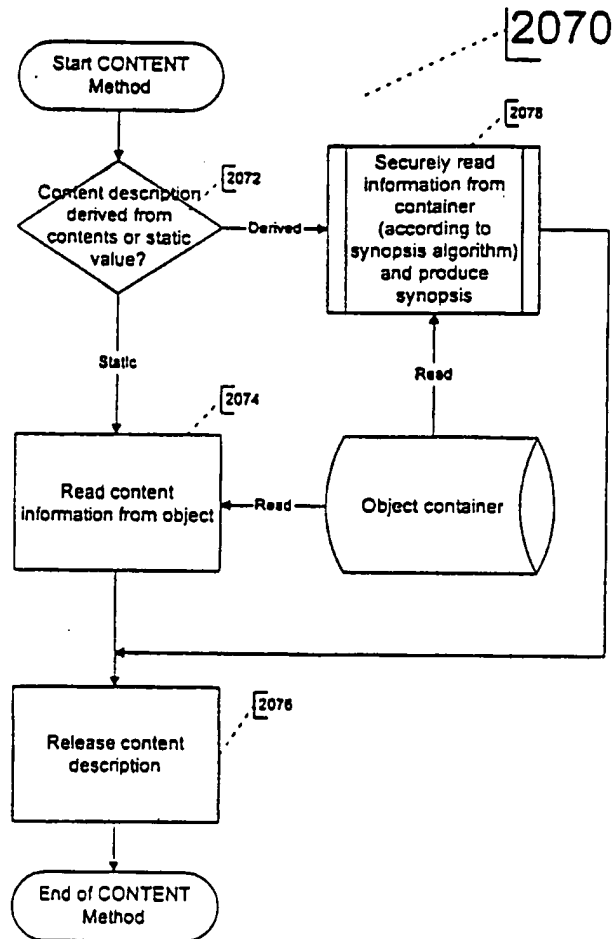 2070
Start CONTENT
Method
2078
2072
Content description
derived from
contents or static
value?
Derived
Securely read
information from
container
(according to
synopsis algorithm)
and produce
synopsis
Static
Read
2074
Read content
information from object
Read
Object container
2076
Release content
description
End of CONTENT
Method